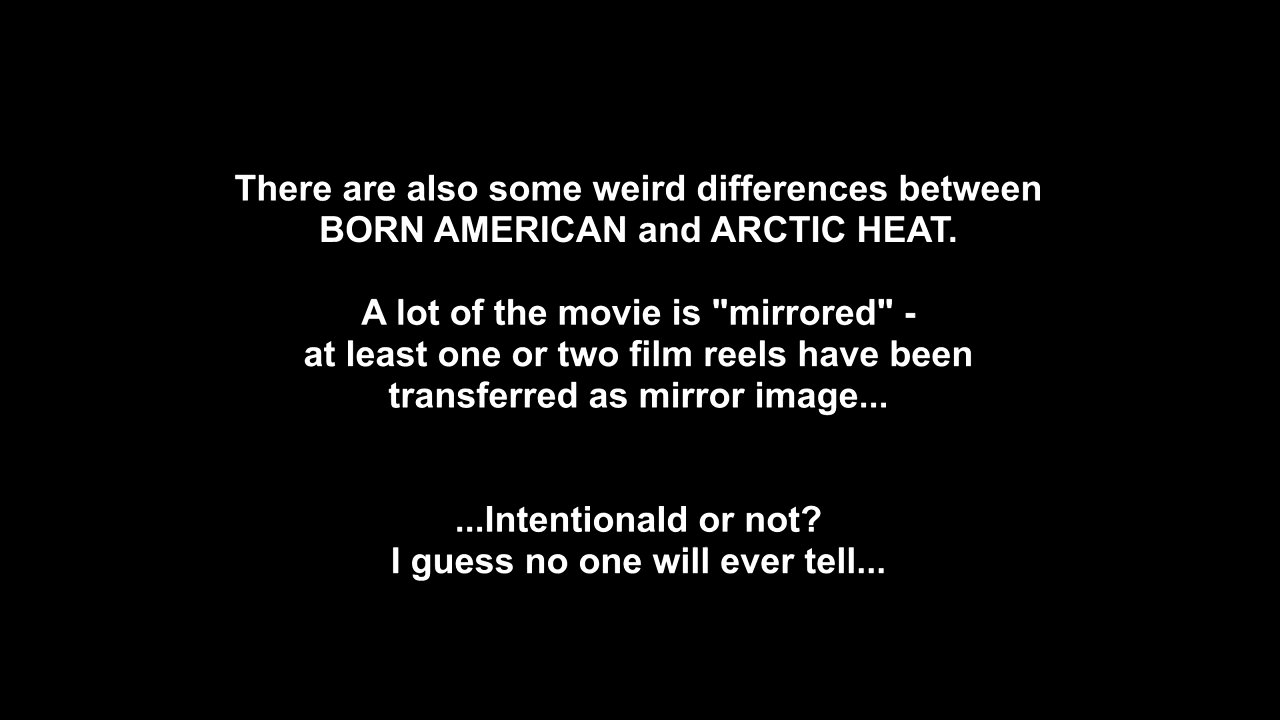 There are also some weird differences between
BORN AMERICAN and ARCTIC HEAT.
A lot of the movie is "mirrored" -
at least one or two film reels have been
transferred as mirror image...
...Intentionald or not?
I guess no one will ever tell...